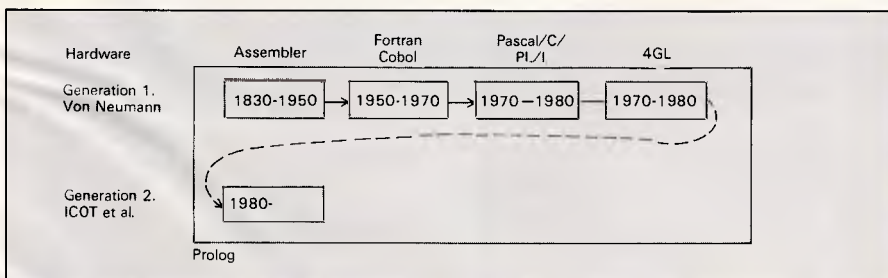 Hardware
Assembler
Fortran
Cobol
Pascal/C/
PL/I
4GL
Generation 1.
Von Neumann
1830-1950
1950-1970
1970—1980
1970-1980
Generation 2.
ICOT et al.
1980-
Prolog